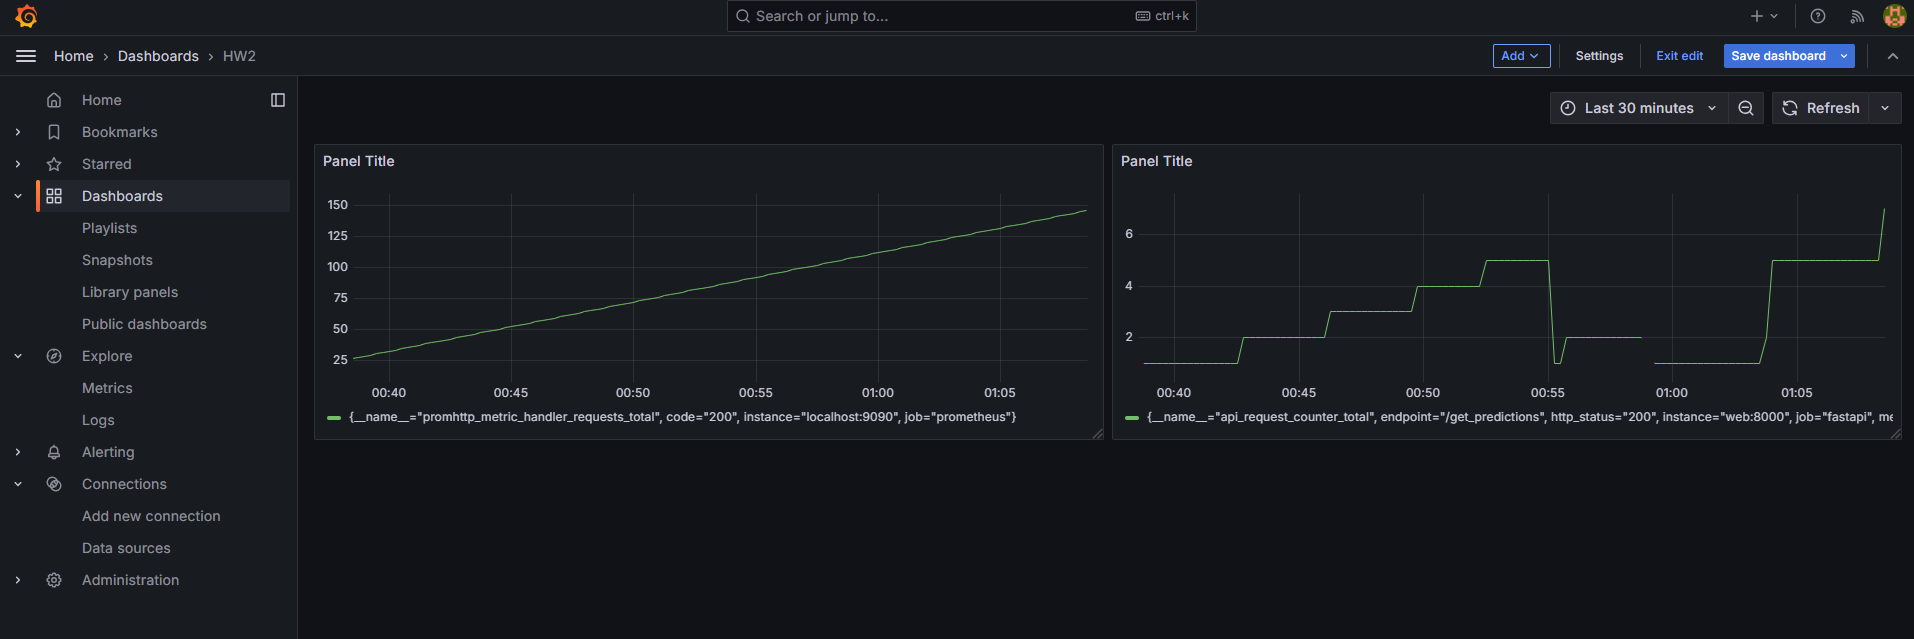 Search or jump to... ctrl+k
Home › Dashboards › HW2 Add Settings Exit edit Save dashboard
Home
Bookmarks
Starred
Dashboards
Playlists
Snapshots
Library panels
Public dashboards
Explore
Metrics
Logs
Alerting
Connections
Add new connection
Data sources
Administration
Last 30 minutes Refresh
Panel Title
150
125
100
75
50
25
00:40 00:45 00:50 00:55 01:00 01:05
{__name__="promhttp_metric_handler_requests_total", code="200", instance="localhost:9090", job="prometheus"}
Panel Title
6
4
2
00:40 00:45 00:50 00:55 01:00 01:05
{__name__="api_request_counter_total", endpoint="/get_predictions", http_status="200", instance="web:8000", job="fastapi", me